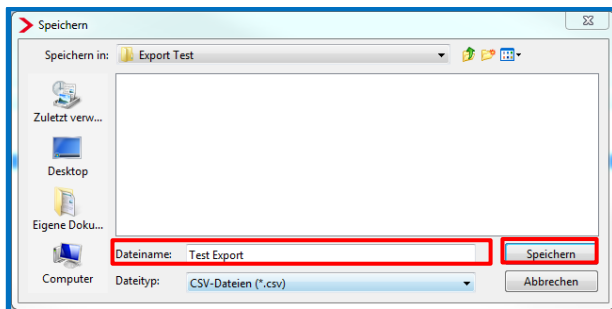 Speichern
Speichern in: Export Test
Zuletzt verw...
Desktop
Eigene Doku...
Computer
Dateiname: Test Export Speichern
Dateityp: CSV-Dateien (*.csv) Abbrechen